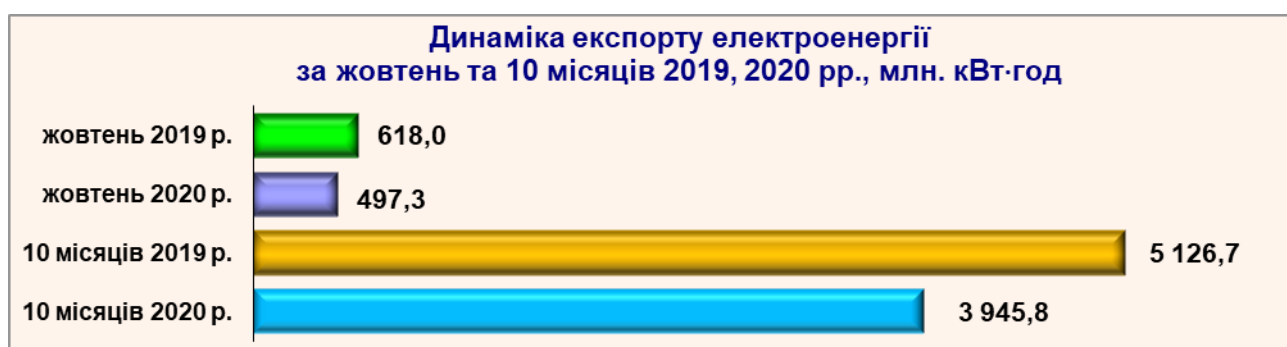 Динаміка експорту електроенергії
за жовтень та 10 місяців 2019, 2020 рр., млн. кВт·год
жовтень 2019 р. 618,0
жовтень 2020 р. 497,3
10 місяців 2019 р. 5 126,7
10 місяців 2020 р. 3 945,8